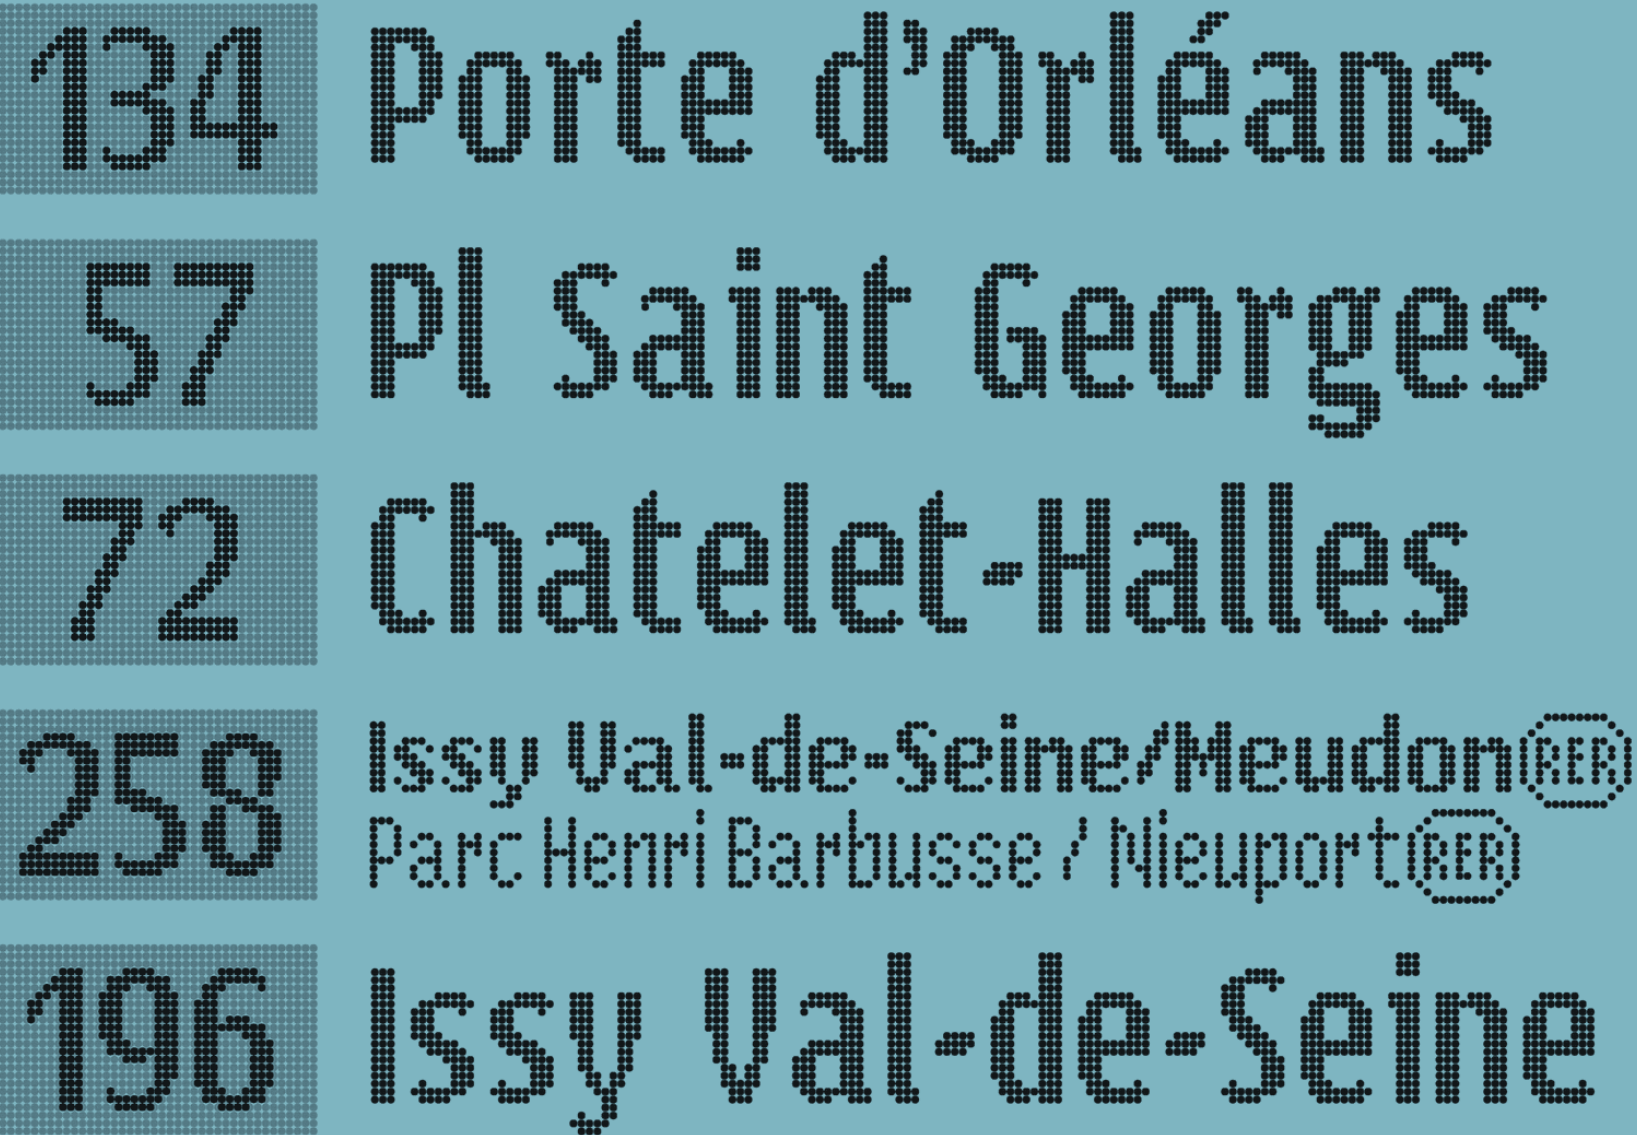 134 Porte d’Orléans
57 Pl Saint Georges
72 Chatelet-Halles
258 Issy Val-de-Seine/Meudon RER
Parc Henri Barbusse / Nieuport RER
196 Issy Val-de-Seine